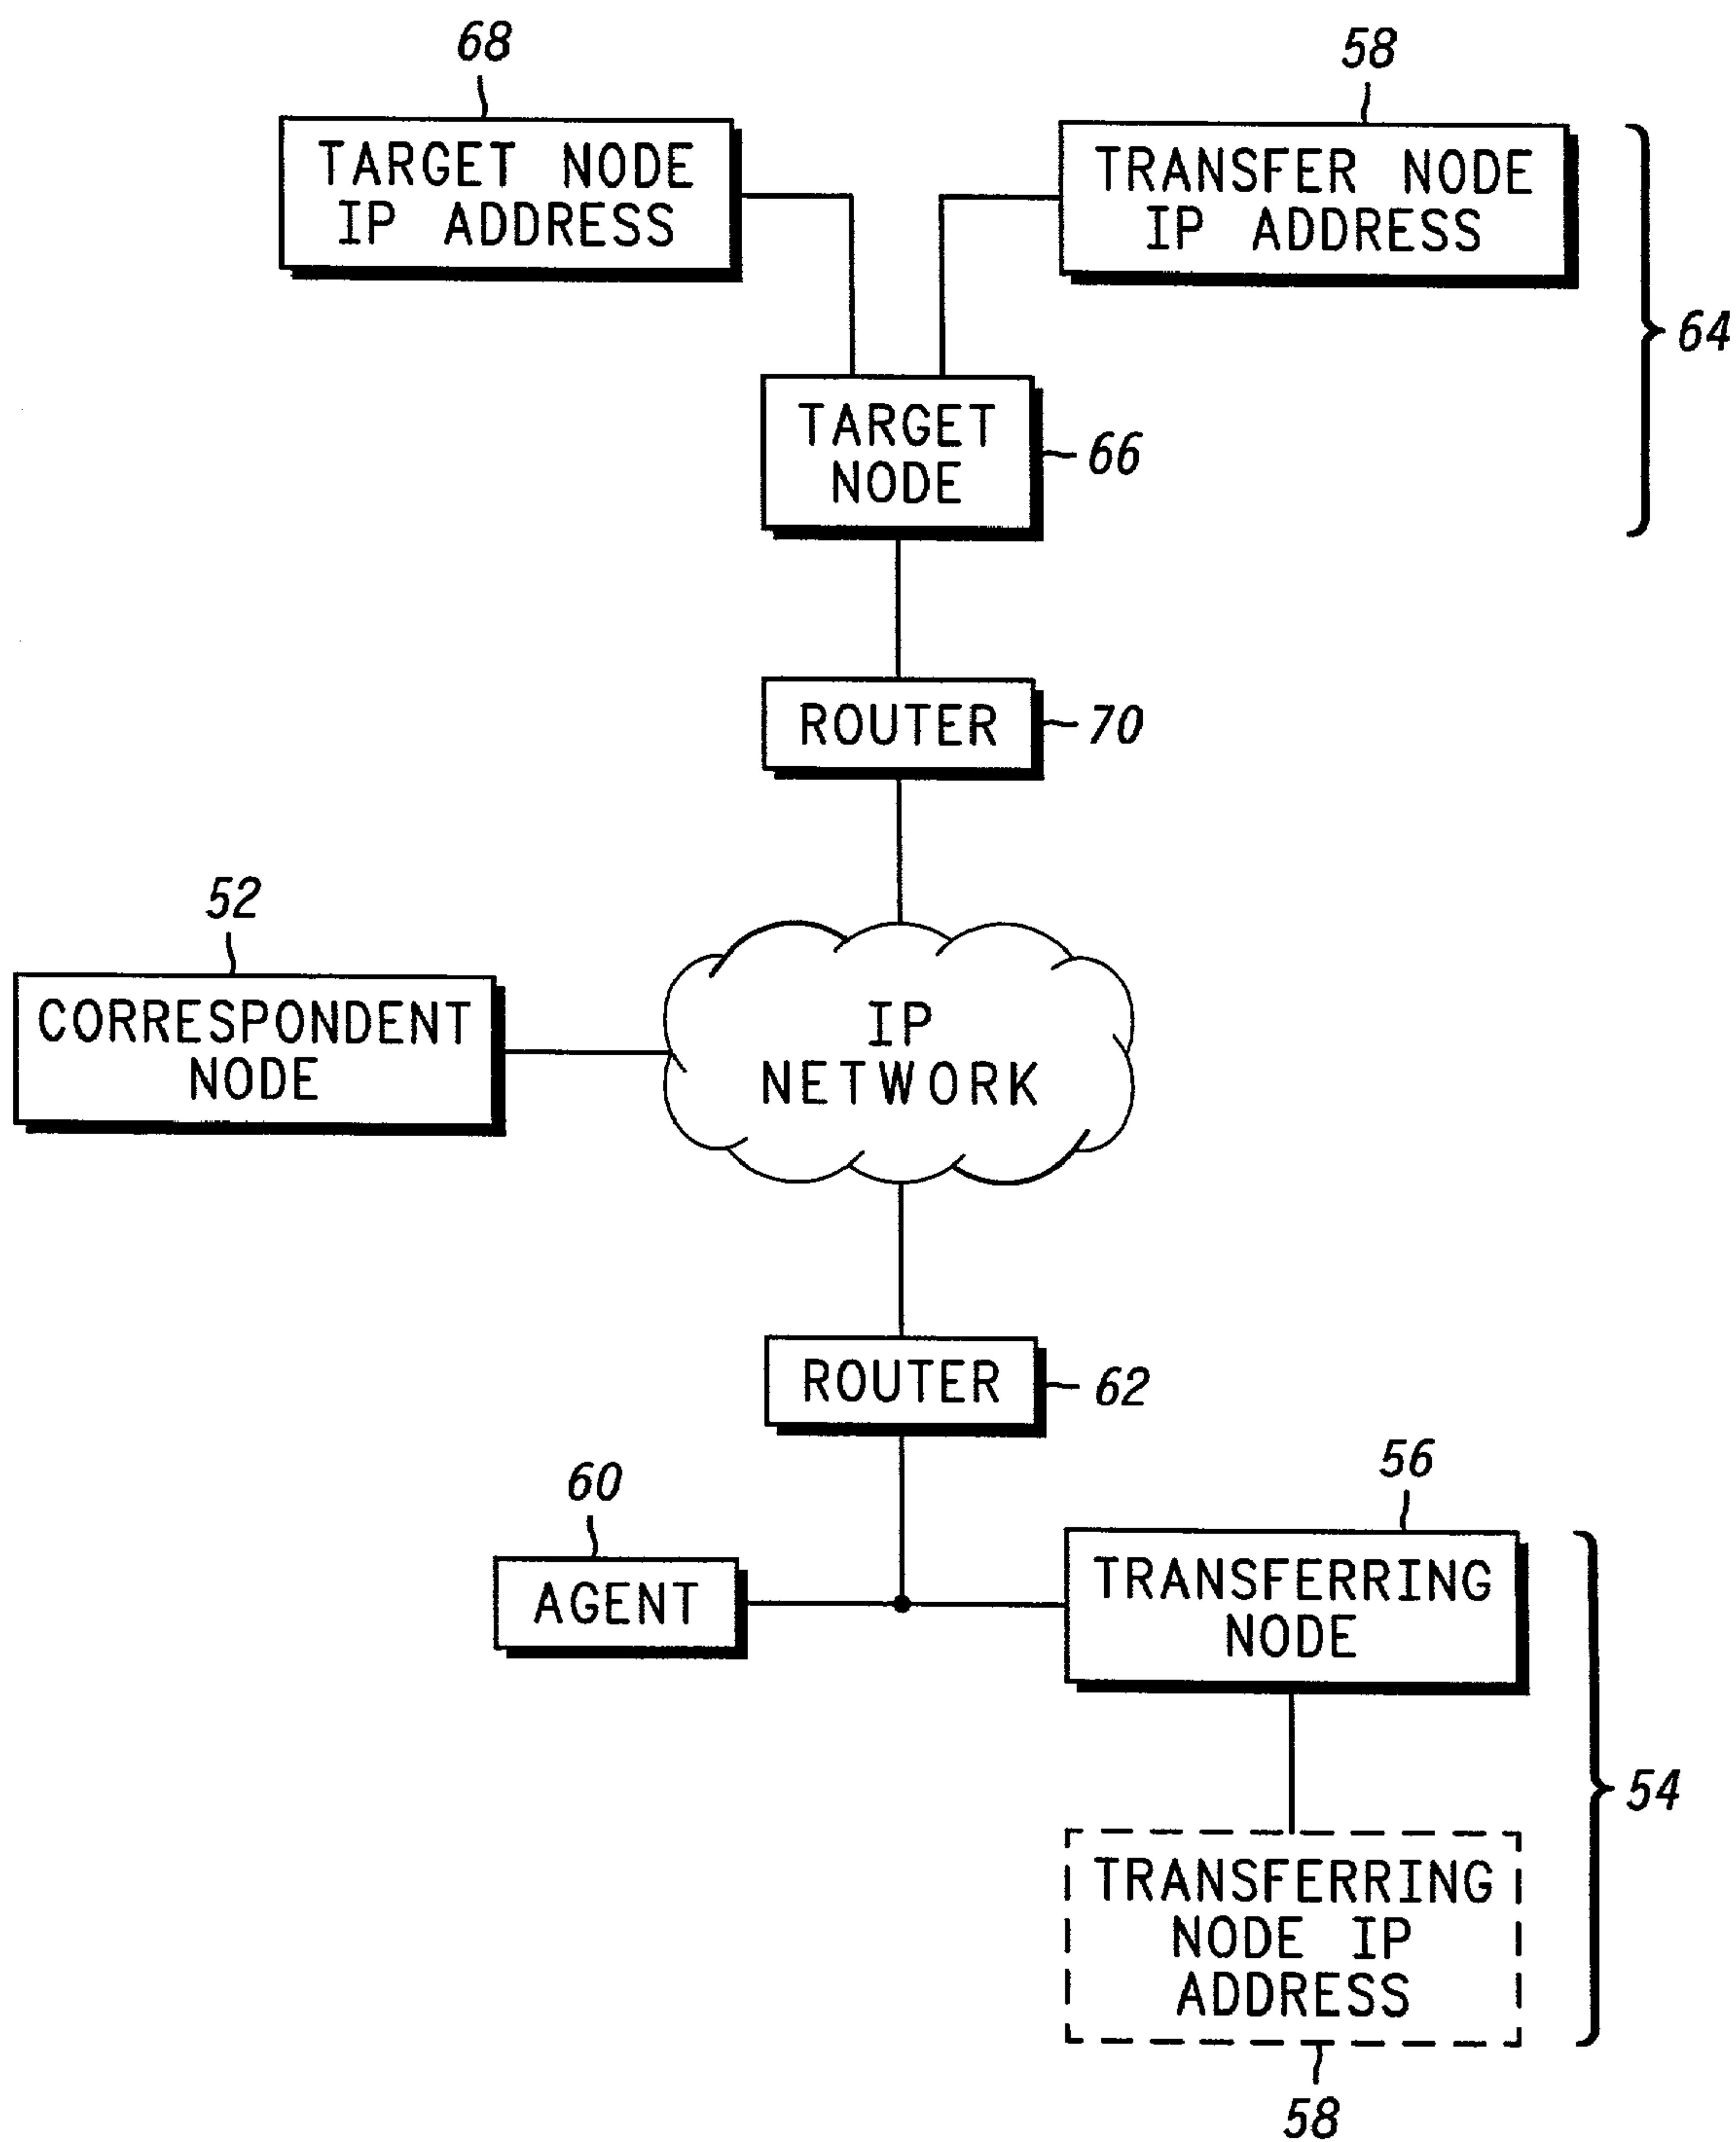 68
58
TARGET NODE
IP ADDRESS
TRANSFER NODE
IP ADDRESS
64
TARGET
NODE
66
ROUTER
70
52
CORRESPONDENT
NODE
IP
NETWORK
ROUTER
62
60
56
AGENT
TRANSFERRING
NODE
54
TRANSFERRING
NODE IP
ADDRESS
58